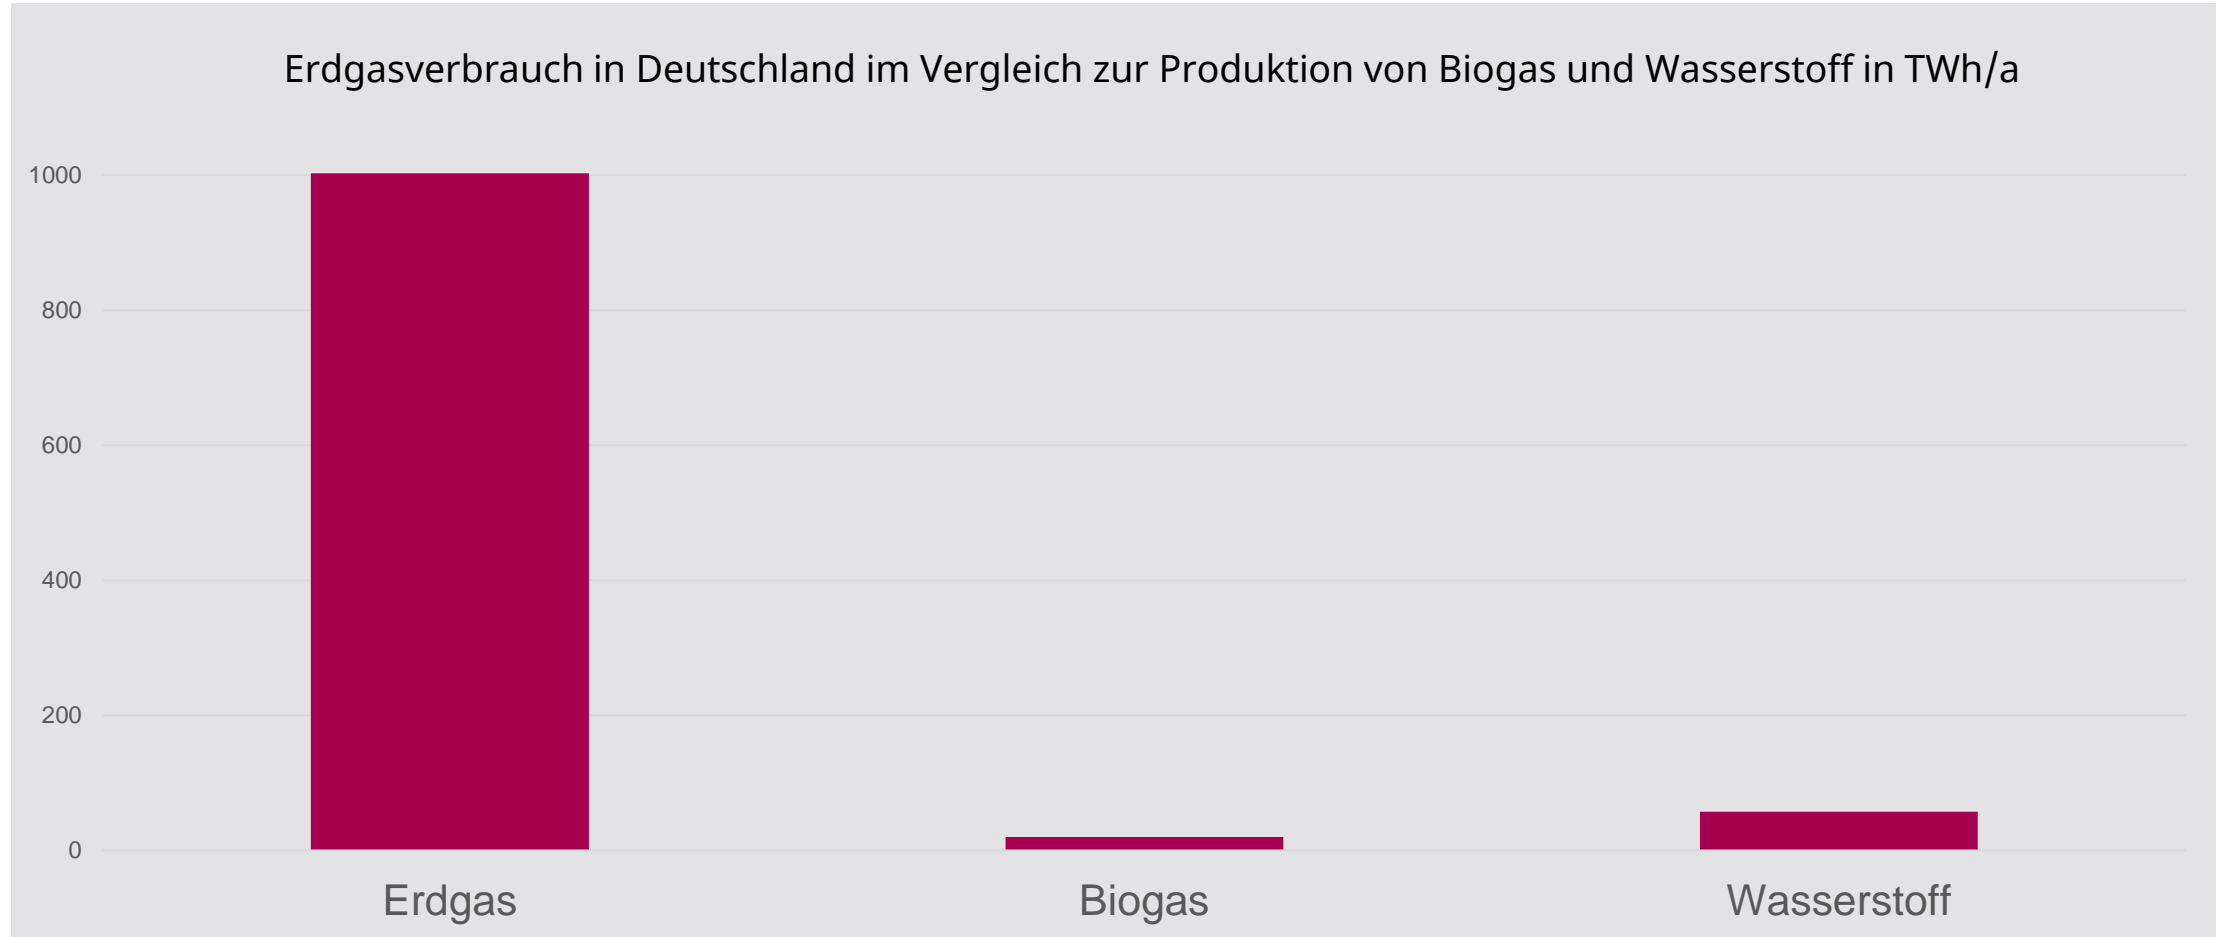 Erdgasverbrauch in Deutschland im Vergleich zur Produktion von Biogas und Wasserstoff in TWh/a
1000
800
600
400
200
0
Erdgas
Biogas
Wasserstoff